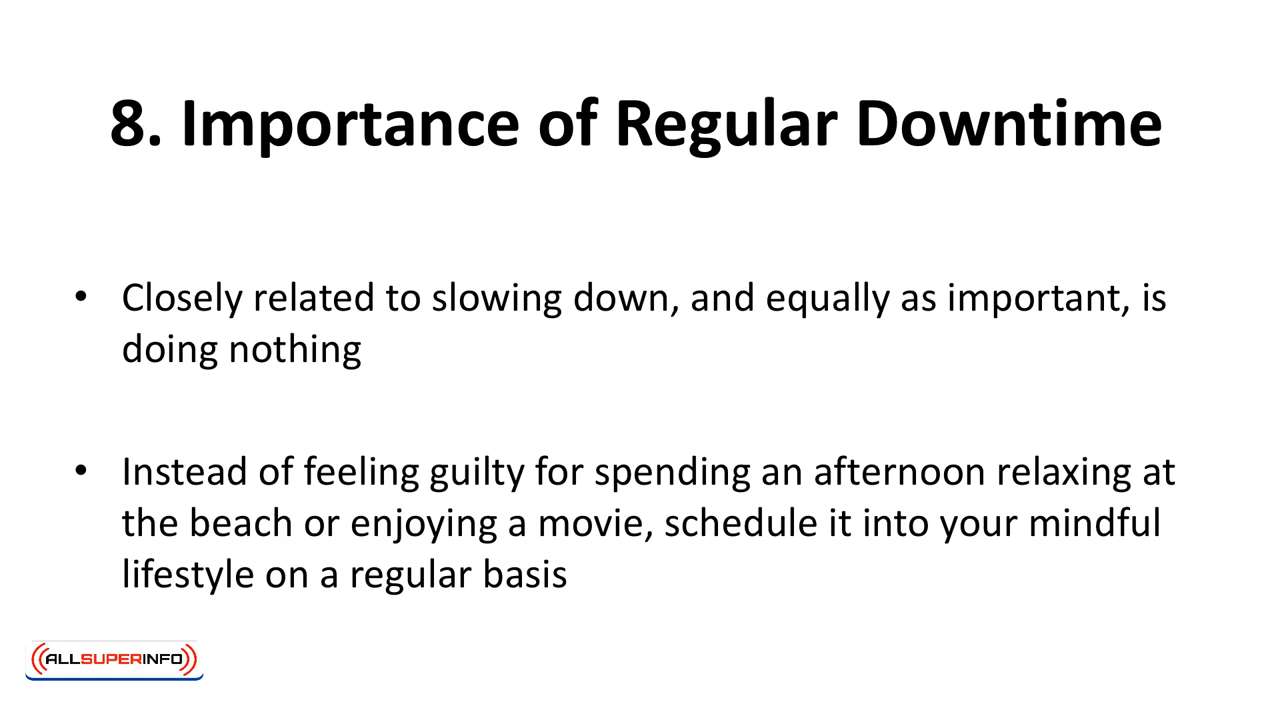 8. Importance of Regular Downtime
• Closely related to slowing down, and equally as important, is
doing nothing
• Instead of feeling guilty for spending an afternoon relaxing at
the beach or enjoying a movie, schedule it into your mindful
lifestyle on a regular basis
ALLSUPERINFO